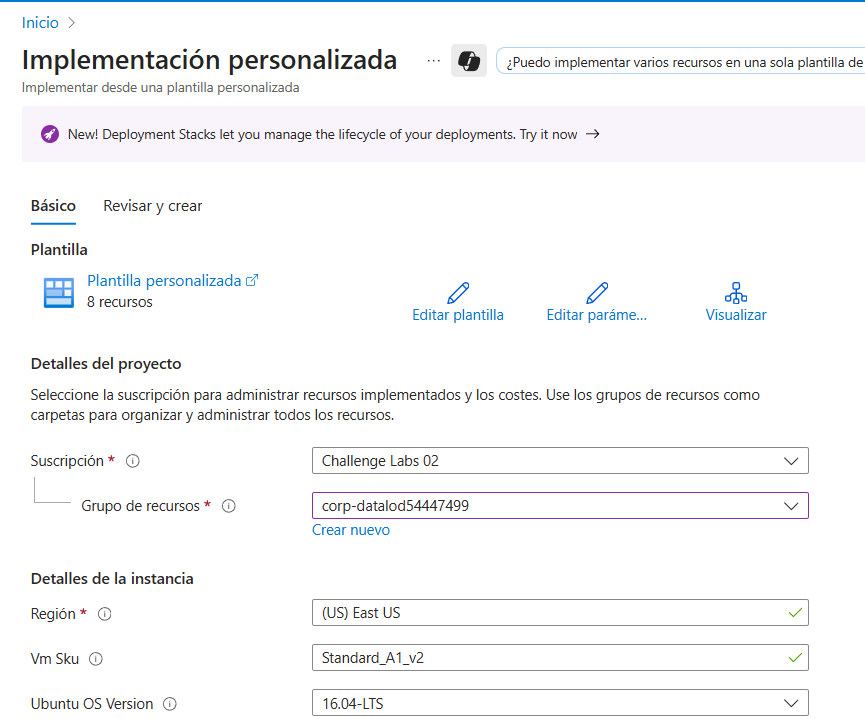 Inicio
Implementación personalizada
...
¿Puedo implementar varios recursos en una sola plantilla de
Implementar desde una plantilla personalizada
New! Deployment Stacks let you manage the lifecycle of your deployments. Try it now →
Básico
Revisar y crear
Plantilla
Plantilla personalizada
8 recursos
Editar plantilla
Editar paráme...
Visualizar
Detalles del proyecto
Seleccione la suscripción para administrar recursos implementados y los costes. Use los grupos de recursos como
carpetas para organizar y administrar todos los recursos.
Suscripción *
Challenge Labs 02
Grupo de recursos *
corp-datalod54447499
Crear nuevo
Detalles de la instancia
Región *
(US) East US
Vm Sku
Standard_A1_v2
Ubuntu OS Version
16.04-LTS